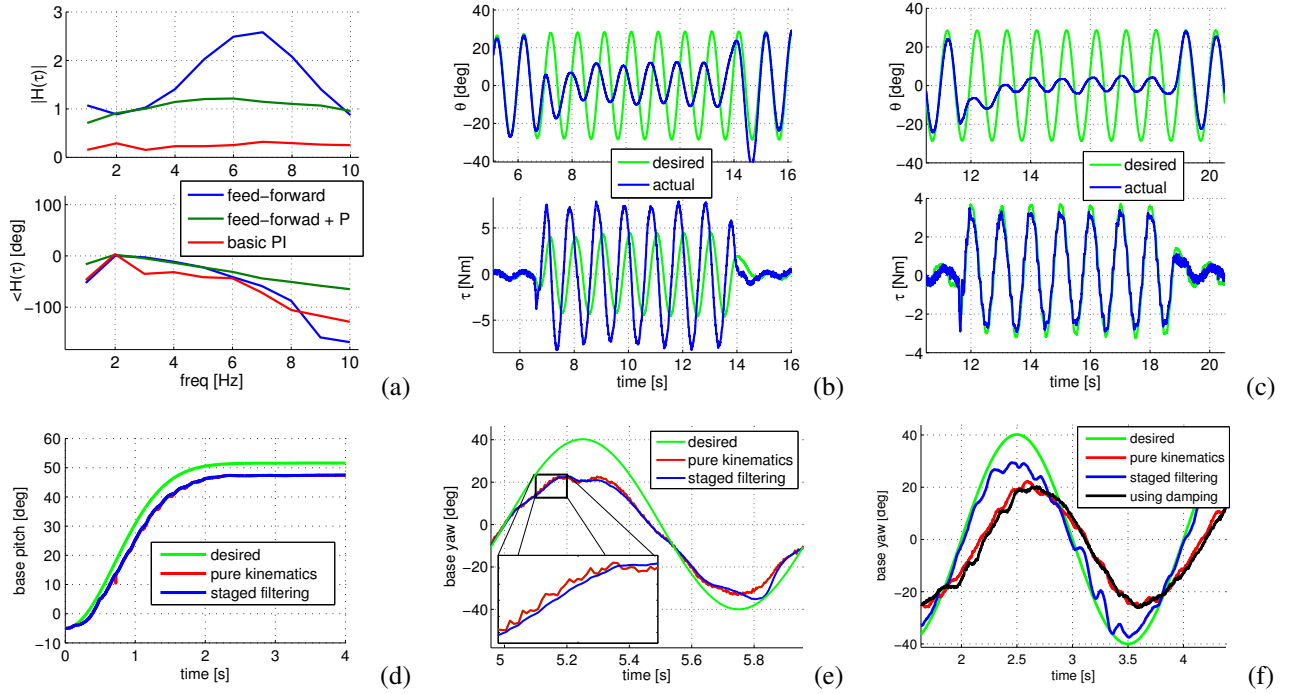 3
2
1
0
|H(τ)|
2 4 6 8 10
100
0
−100
<H(τ) [deg]
feed-forward
feed-forwad + P
basic PI
2 4 6 8 10
freq [Hz]
(a)
40
20
0
−20
−40
θ [deg]
6 8 10 12 14 16
desired
actual
5
0
−5
τ [Nm]
6 8 10 12 14 16
time [s]
(b)
40
20
0
−20
−40
θ [deg]
12 14 16 18 20
desired
actual
4
2
0
−2
−4
τ [Nm]
12 14 16 18 20
time [s]
(c)
60
50
40
30
20
10
0
−10
base pitch [deg]
desired
pure kinematics
staged filtering
0 1 2 3 4
time [s]
(d)
40
20
0
−20
−40
base yaw [deg]
desired
pure kinematics
staged filtering
5 5.2 5.4 5.6 5.8
time [s]
(e)
40
20
0
−20
−40
base yaw [deg]
desired
pure kinematics
staged filtering
using damping
2 2.5 3 3.5 4
time [s]
(f)